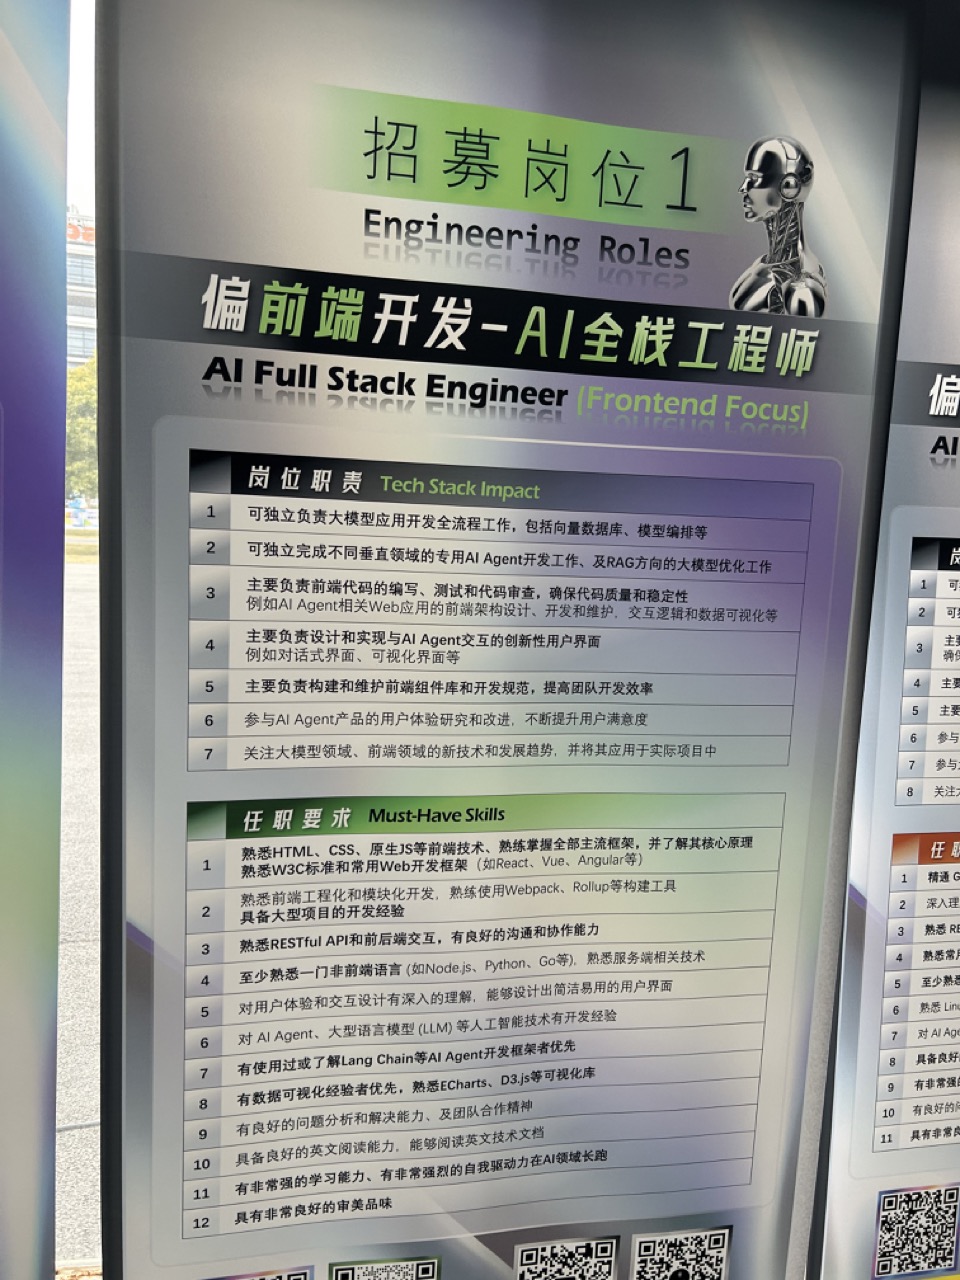 招募岗位1
Engineering Roles
偏前端开发-AI全栈工程师
AI Full Stack Engineer (Frontend Focus)
岗位职责 Tech Stack Impact
1 可独立负责大模型应用开发全流程工作，包括向量数据库、模型编排等
2 可独立完成不同垂直领域的专用AI Agent开发工作、及RAG方向的大模型优化工作
3 主要负责前端代码的编写、测试和代码审查，确保代码质量和稳定性
例如AI Agent相关Web应用的前端架构设计、开发和维护，交互逻辑和数据可视化等
4 主要负责设计和实现与AI Agent交互的创新性用户界面
例如对话式界面、可视化界面等
5 主要负责构建和维护前端组件库和开发规范，提高团队开发效率
6 参与AI Agent产品的用户体验研究和改进，不断提升用户满意度
7 关注大模型领域、前端领域的新技术和发展趋势，并将其应用于实际项目中
任职要求 Must-Have Skills
1 熟悉HTML、CSS、原生JS等前端技术、熟练掌握全部主流框架，并了解其核心原理
熟悉W3C标准和常用Web开发框架（如React、Vue、Angular等）
2 熟悉前端工程化和模块化开发，熟练使用Webpack、Rollup等构建工具
具备大型项目的开发经验
3 熟悉RESTful API和前后端交互，有良好的沟通和协作能力
4 至少熟悉一门非前端语言 (如Node.js、Python、Go等)，熟悉服务端相关技术
5 对用户体验和交互设计有深入的理解，能够设计出简洁易用的用户界面
6 对 AI Agent、大型语言模型 (LLM) 等人工智能技术有开发经验
7 有使用过或了解Lang Chain等AI Agent开发框架者优先
8 有数据可视化经验者优先，熟悉ECharts、D3.js等可视化库
9 有良好的问题分析和解决能力、及团队合作精神
10 具备良好的英文阅读能力，能够阅读英文技术文档
11 有非常强的学习能力、有非常强烈的自我驱动力在AI领域长跑
12 具有非常良好的审美品味
偏
AI
岗
1 可
2 可
3 主要
确保
4 主要
5 主要
6 参与
7 参与
8 关注
任职
1 精通 G
2 深入理
3 熟悉 RE
4 熟悉常用
5 至少熟悉
6 熟悉 Linu
7 对 AI Age
8 具备良好
9 有非常强的
10 有良好的问
11 具有非常良